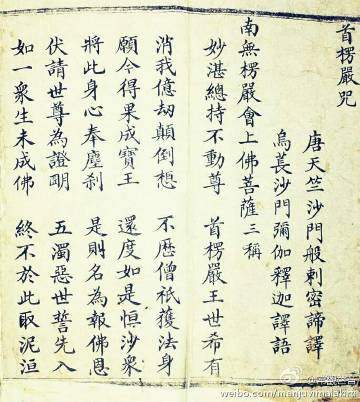 首楞嚴咒
唐天竺沙門般剌密諦譯
烏萇沙門彌伽釋迦譯語
南無楞嚴會上佛菩薩三稱
妙湛總持不動尊　首楞嚴王世希有
消我億劫顛倒想　不歷僧祇獲法身
願今得果成寶王　還度如是恒沙衆
將此身心奉塵剎　是則名為報佛恩
伏請世尊為證眀　五濁惡世誓先入
如一衆生未成佛　終不於此取泥洹